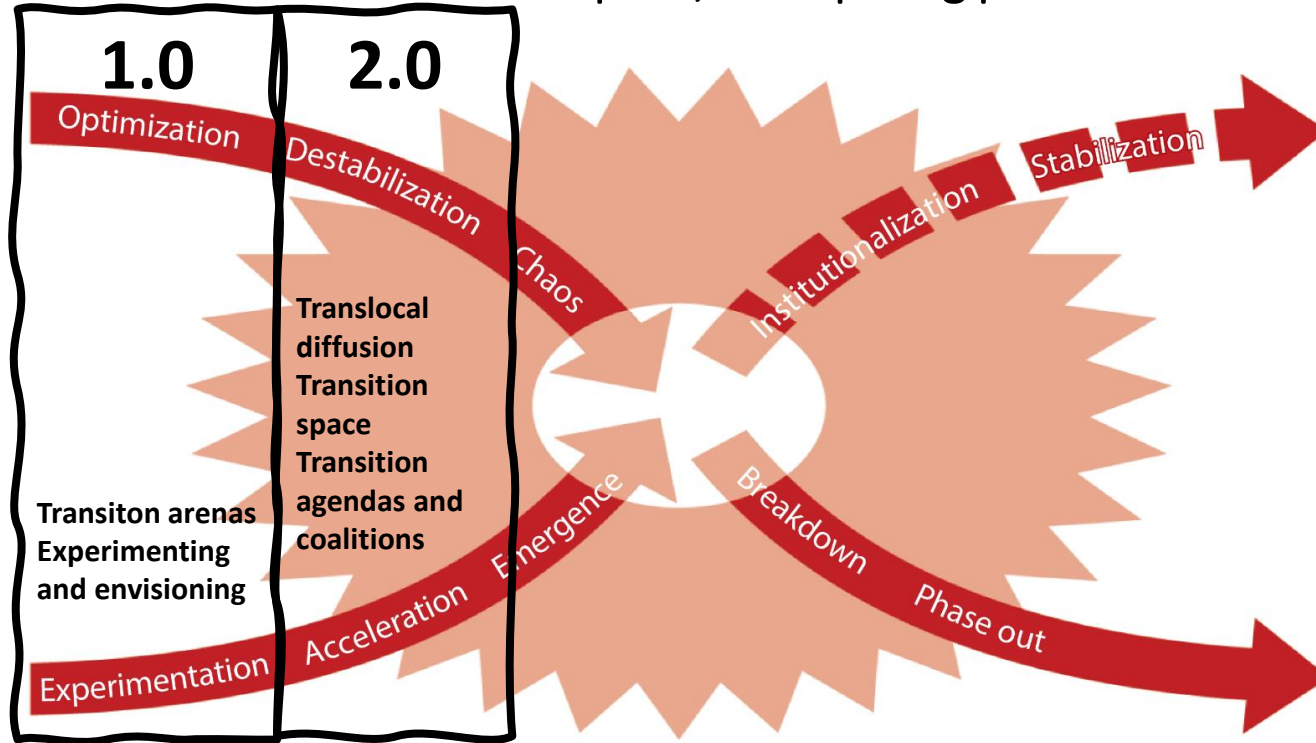 1.0
2.0
Optimization
Destabilization
Chaos
Institutionalization
Stabilization
Translocal
diffusion
Transition
space
Transition
agendas and
coalitions
Transiton arenas
Experimenting
and envisioning
Experimentation
Acceleration
Emergence
Breakdown
Phase out